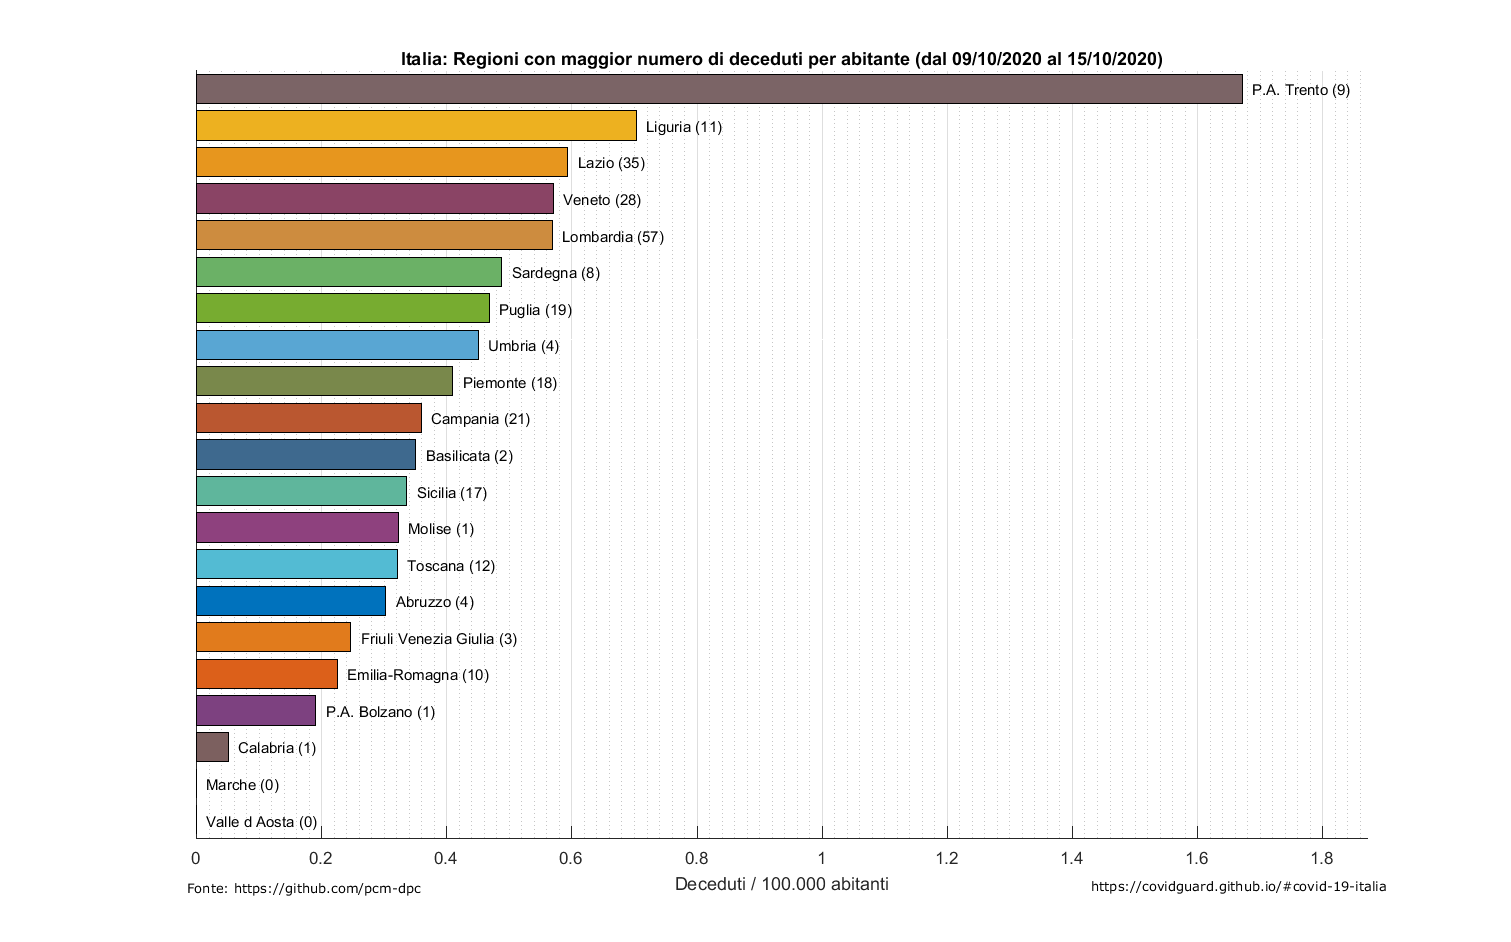 Italia: Regioni con maggior numero di deceduti per abitante (dal 09/10/2020 al 15/10/2020)
P.A. Trento (9)
Liguria (11)
Lazio (35)
Veneto (28)
Lombardia (57)
Sardegna (8)
Puglia (19)
Umbria (4)
Piemonte (18)
Campania (21)
Basilicata (2)
Sicilia (17)
Molise (1)
Toscana (12)
Abruzzo (4)
Friuli Venezia Giulia (3)
Emilia-Romagna (10)
P.A. Bolzano (1)
Calabria (1)
Marche (0)
Valle d Aosta (0)
0 0.2 0.4 0.6 0.8 1 1.2 1.4 1.6 1.8
Deceduti / 100.000 abitanti
Fonte: https://github.com/pcm-dpc
https://covidguard.github.io/#covid-19-italia